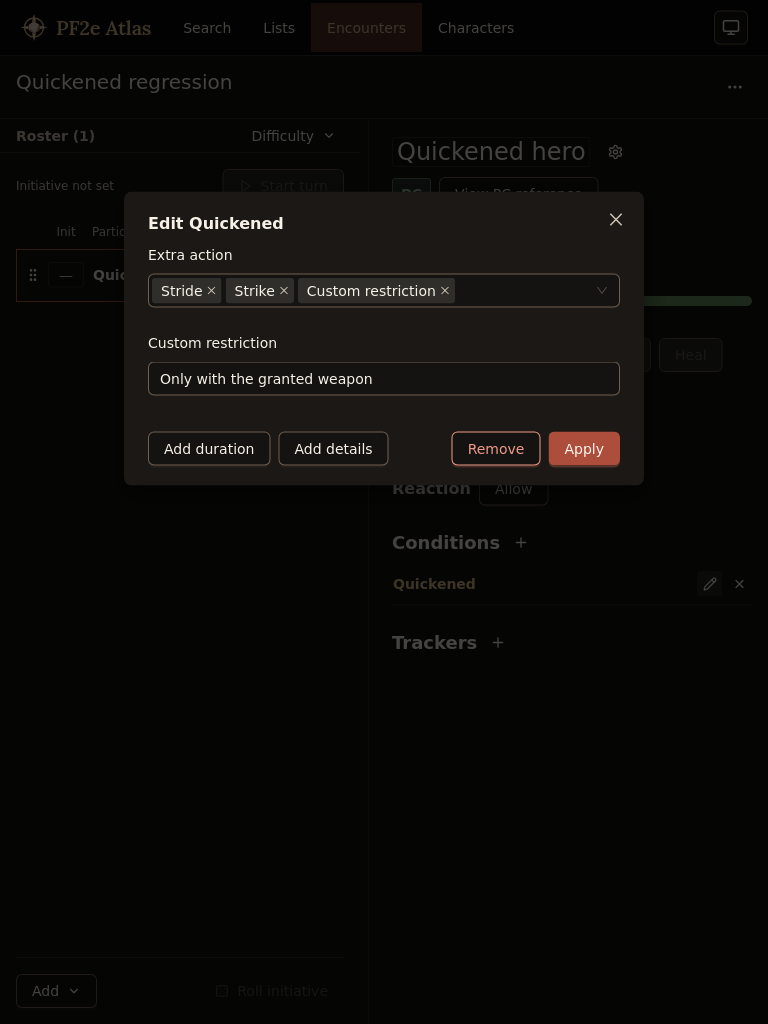 PF2e Atlas Search Lists Encounters Characters
Quickened regression
Roster (1) Difficulty
Quickened hero
Initiative not set Start turn
PC View PC reference
Init
Edit Quickened
Extra action
Stride Strike Custom restriction
Custom restriction
Only with the granted weapon
Heal
Add duration Add details Remove Apply
Reaction Allow
Conditions
Quickened
Trackers
Add Roll initiative